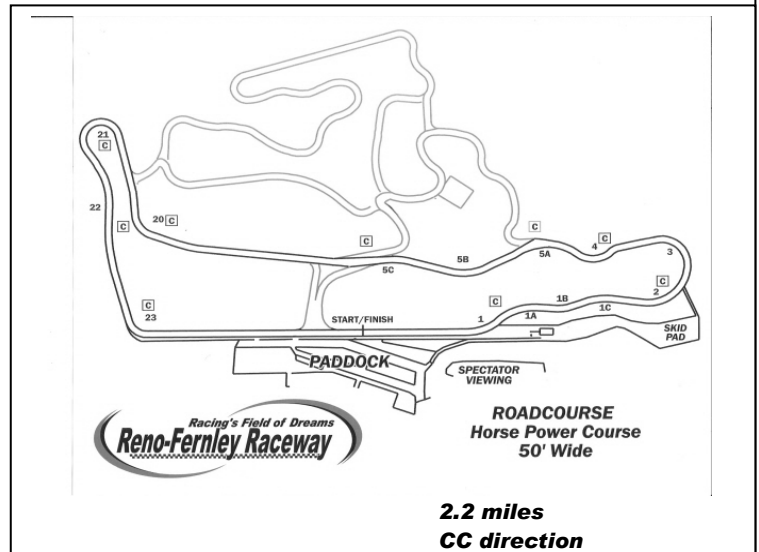 21
C
22
C
20 C
C
C
C
4
5A
3
5B
5C
C
2
C
23
C
START/FINISH
1
1A
1B
1C
SKID
PAD
PADDOCK
SPECTATOR
VIEWING
Racing's Field of Dreams
Reno-Fernley Raceway
ROADCOURSE
Horse Power Course
50' Wide
2.2 miles
CC direction